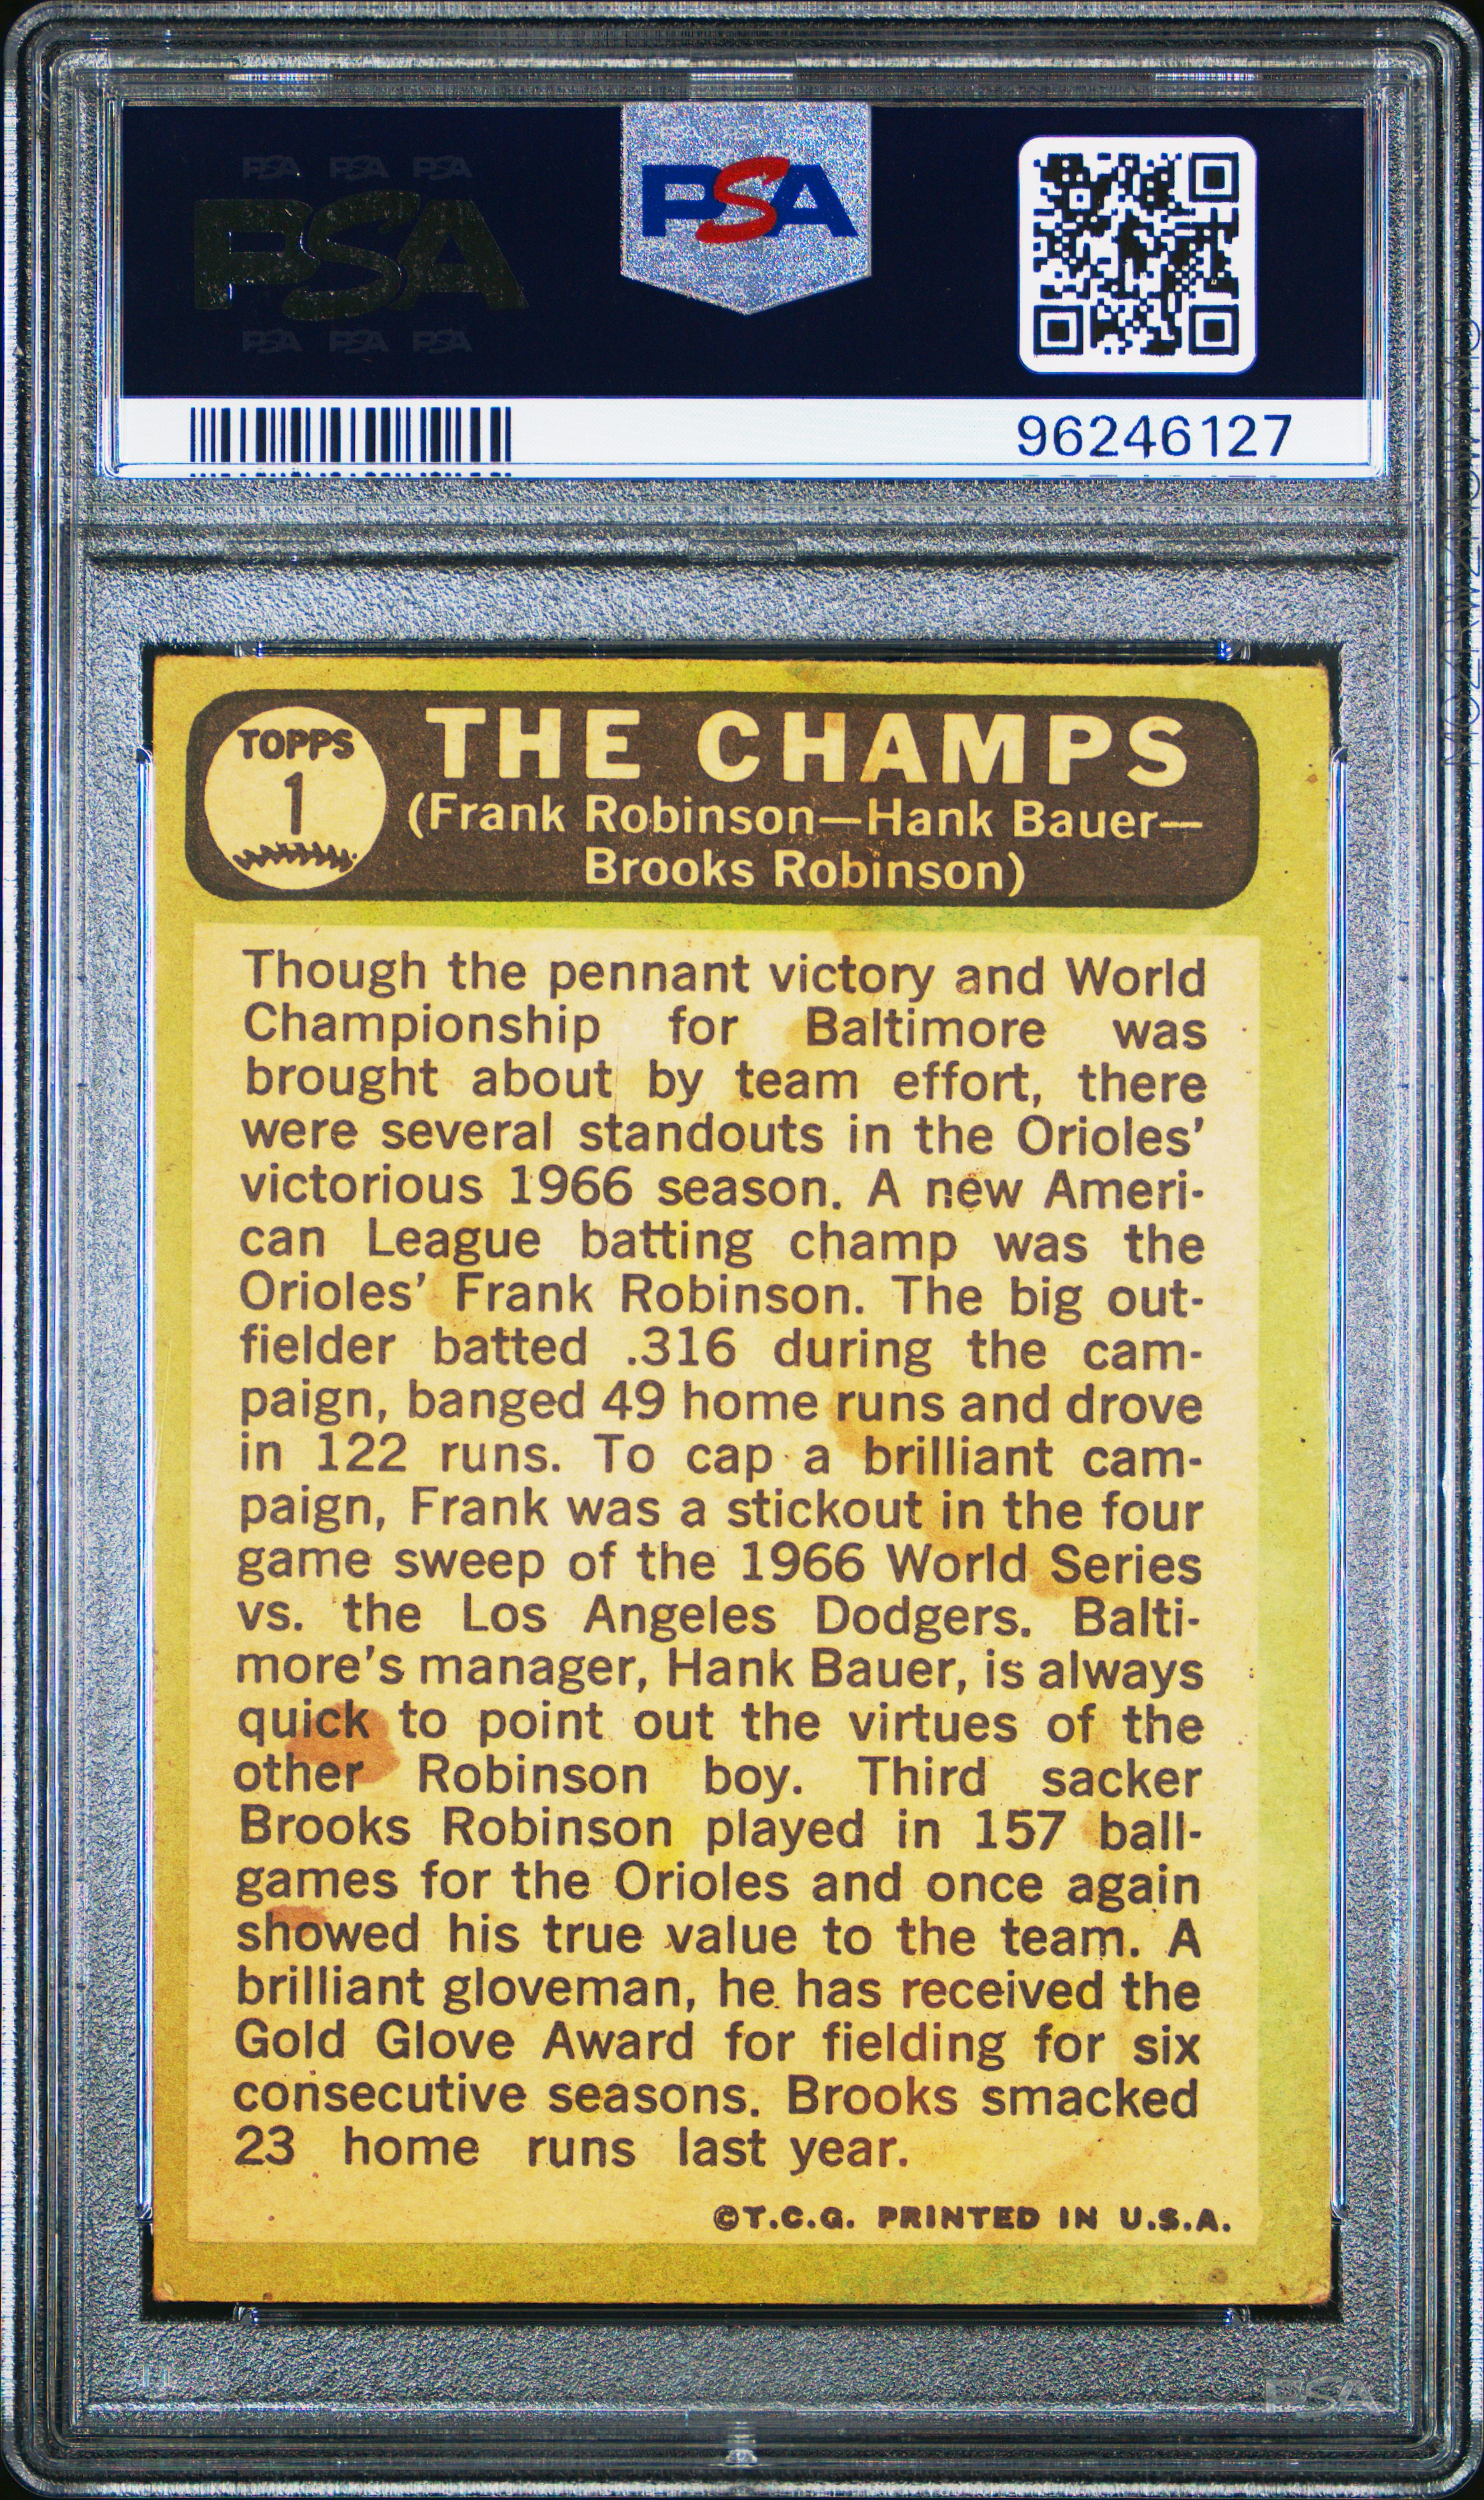 PSA PSA PSA
PSA
PSA PSA PSA
PSA
96246127
TOPPS
1
THE CHAMPS
(Frank Robinson—Hank Bauer—
Brooks Robinson)
Though the pennant victory and World
Championship for Baltimore was
brought about by team effort, there
were several standouts in the Orioles'
victorious 1966 season. A new Ameri-
can League batting champ was the
Orioles' Frank Robinson. The big out-
fielder batted .316 during the cam-
paign, banged 49 home runs and drove
in 122 runs. To cap a brilliant cam-
paign, Frank was a stickout in the four
game sweep of the 1966 World Series
vs. the Los Angeles Dodgers. Balti-
more's manager, Hank Bauer, is always
quick to point out the virtues of the
other Robinson boy. Third sacker
Brooks Robinson played in 157 ball-
games for the Orioles and once again
showed his true value to the team. A
brilliant gloveman, he has received the
Gold Glove Award for fielding for six
consecutive seasons. Brooks smacked
23 home runs last year.
©T.C.G. PRINTED IN U.S.A.
PSA